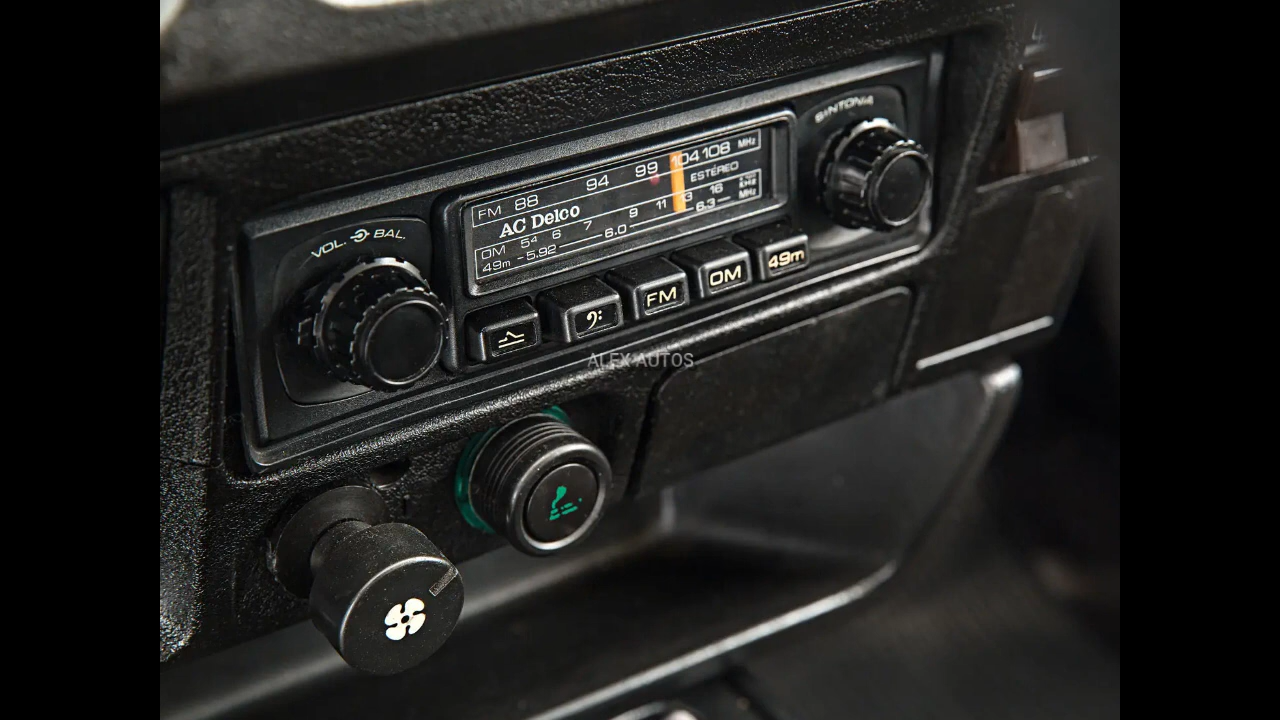 SINTONIA
FM 88 94 99 104 108 MHz
ESTÉREO
AC Delco
OM 5⁴ 6 7 9 11 13 16 KHz
49m -5.92 6.0 6.3 MHz
VOL. BAL.
FM OM 49m
ALEX AUTOS